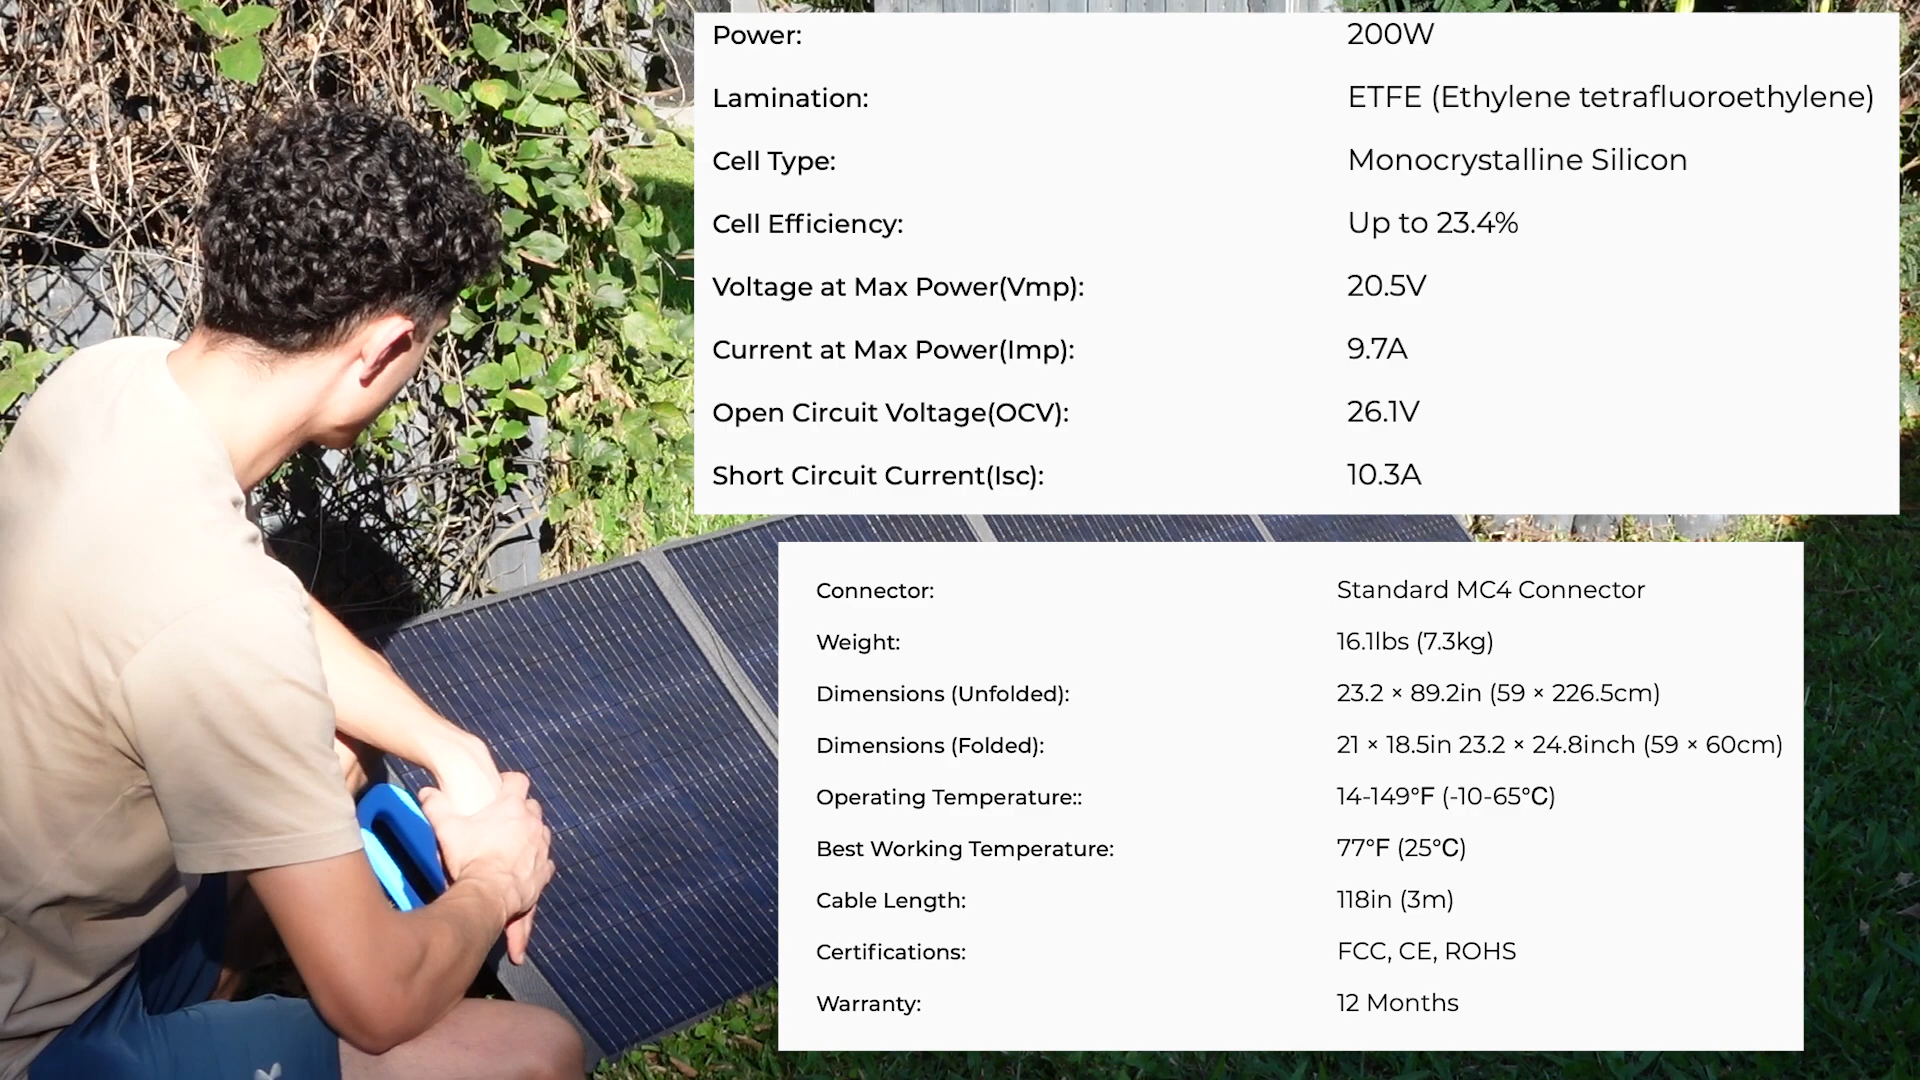 Power: 200W
Lamination: ETFE (Ethylene tetrafluoroethylene)
Cell Type: Monocrystalline Silicon
Cell Efficiency: Up to 23.4%
Voltage at Max Power(Vmp): 20.5V
Current at Max Power(Imp): 9.7A
Open Circuit Voltage(OCV): 26.1V
Short Circuit Current(Isc): 10.3A
Connector: Standard MC4 Connector
Weight: 16.1lbs (7.3kg)
Dimensions (Unfolded): 23.2 × 89.2in (59 × 226.5cm)
Dimensions (Folded): 21 × 18.5in 23.2 × 24.8inch (59 × 60cm)
Operating Temperature:: 14-149°F (-10-65°C)
Best Working Temperature: 77°F (25°C)
Cable Length: 118in (3m)
Certifications: FCC, CE, ROHS
Warranty: 12 Months